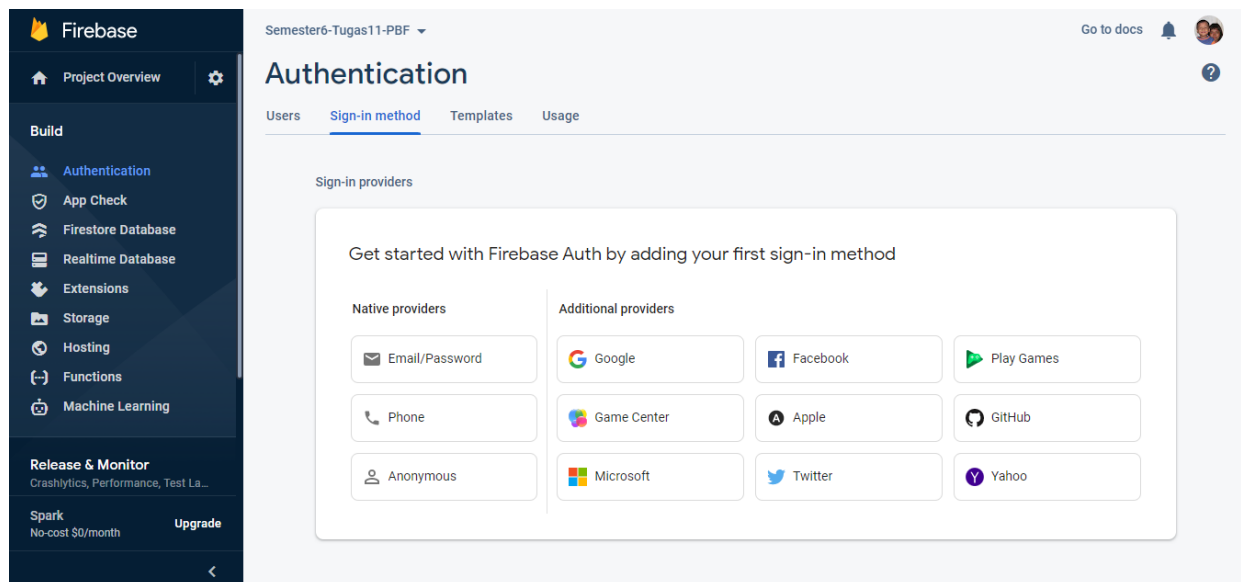 Firebase
Project Overview
Build
Authentication
App Check
Firestore Database
Realtime Database
Extensions
Storage
Hosting
Functions
Machine Learning
Release & Monitor
Crashlytics, Performance, Test La...
Spark
No-cost $0/month
Upgrade
Semester6-Tugas11-PBF
Go to docs
Authentication
Users Sign-in method Templates Usage
Sign-in providers
Get started with Firebase Auth by adding your first sign-in method
Native providers
Email/Password
Phone
Anonymous
Additional providers
Google Facebook Play Games
Game Center Apple GitHub
Microsoft Twitter Yahoo